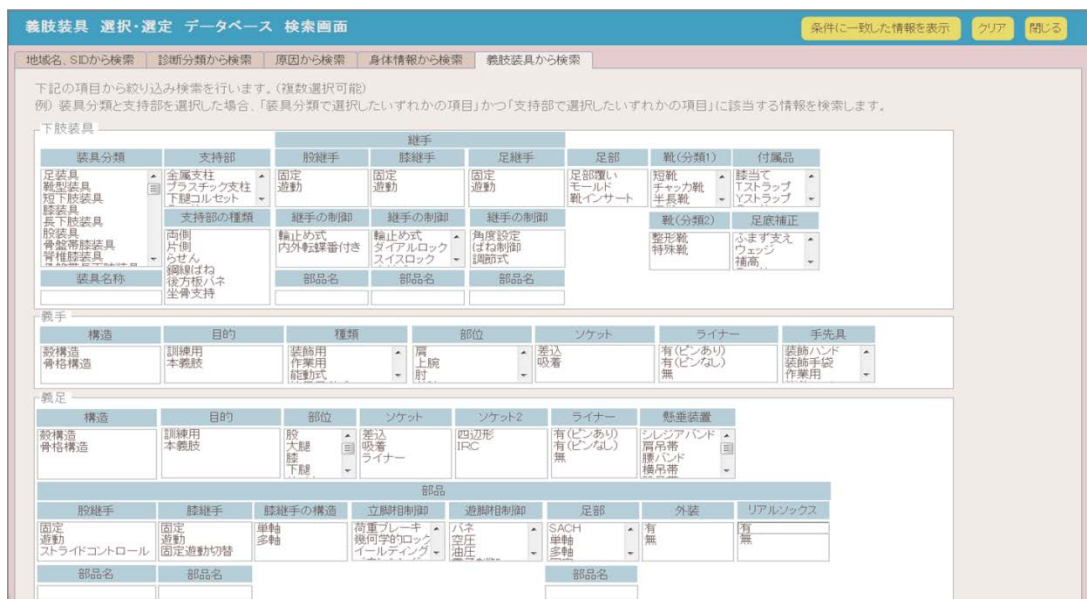 義肢装具 選択・選定 データベース 検索画面
条件に一致した情報を表示 クリア 閉じる
地域名、SIDから検索 診断分類から検索 原因から検索 身体情報から検索 義肢装具から検索
下記の項目から絞り込み検索を行います。(複数選択可能)
例) 装具分類と支持部を選択した場合、「装具分類で選択したいずれかの項目」かつ「支持部で選択したいずれかの項目」に該当する情報を検索します。
下肢装具
継手
装具分類 支持部 股継手 膝継手 足継手 足部 靴(分類1) 付属品
足装具
靴型装具
短下肢装具
膝装具
長下肢装具
股装具
骨盤帯膝装具
脊椎膝装具
金属支柱
プラスチック支柱
下腿コルセット
固定
遊動
固定
遊動
固定
遊動
足部覆い
モールド
靴インサート
短靴
チャッカ靴
半長靴
膝当て
Tストラップ
Yストラップ
支持部の種類 継手の制御 継手の制御 継手の制御 靴(分類2) 足底補正
両側
片側
らせん
鋼線ばね
後方板バネ
坐骨支持
輪止め式
内外転蝶番付き
輪止め式
ダイアルロック
スイスロック
角度設定
ばね制御
調節式
整形靴
特殊靴
ふまず支え
ウェッジ
補高
装具名称 部品名 部品名 部品名
義手
構造 目的 種類 部位 ソケット ライナー 手先具
殻構造
骨格構造
訓練用
本義肢
装飾用
作業用
能動式
肩
上腕
肘
差込
吸着
有(ピンあり)
有(ピンなし)
無
装飾ハンド
装飾手袋
作業用
義足
構造 目的 部位 ソケット ソケット2 ライナー 懸垂装置
殻構造
骨格構造
訓練用
本義肢
股
大腿
膝
下腿
差込
吸着
ライナー
四辺形
IRC
有(ピンあり)
有(ピンなし)
無
シレジアバンド
肩吊帯
腰バンド
横吊帯
部品
股継手 膝継手 膝継手の構造 立脚相制御 遊脚相制御 足部 外装 リアルソックス
固定
遊動
ストライドコントロール
固定
遊動
固定遊動切替
単軸
多軸
荷重ブレーキ
幾何学的ロック
イールディング
バネ
空圧
油圧
SACH
単軸
多軸
有
無
有
無
部品名 部品名 部品名